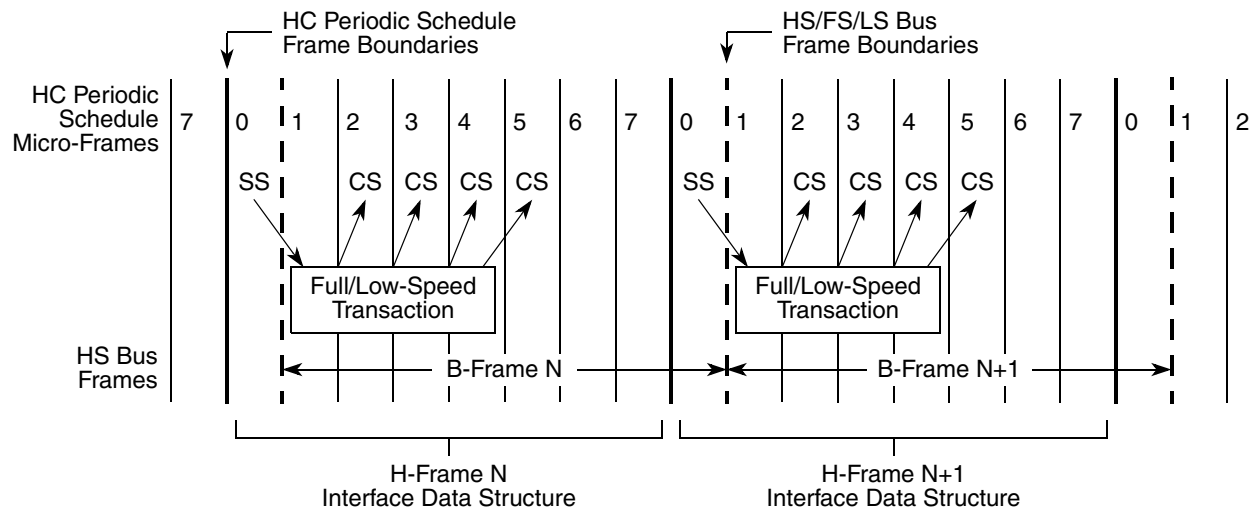 HC Periodic Schedule
Frame Boundaries
HS/FS/LS Bus
Frame Boundaries
HC Periodic
Schedule
Micro-Frames
7 0 1 2 3 4 5 6 7 0 1 2 3 4 5 6 7 0 1 2
SS CS CS CS CS SS CS CS CS CS
Full/Low-Speed
Transaction
Full/Low-Speed
Transaction
HS Bus
Frames
B-Frame N
B-Frame N+1
H-Frame N
Interface Data Structure
H-Frame N+1
Interface Data Structure